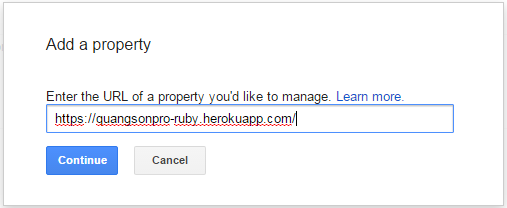 Add a property
Enter the URL of a property you'd like to manage. Learn more.
https://quangsonpro-ruby.herokuapp.com/
Continue
Cancel